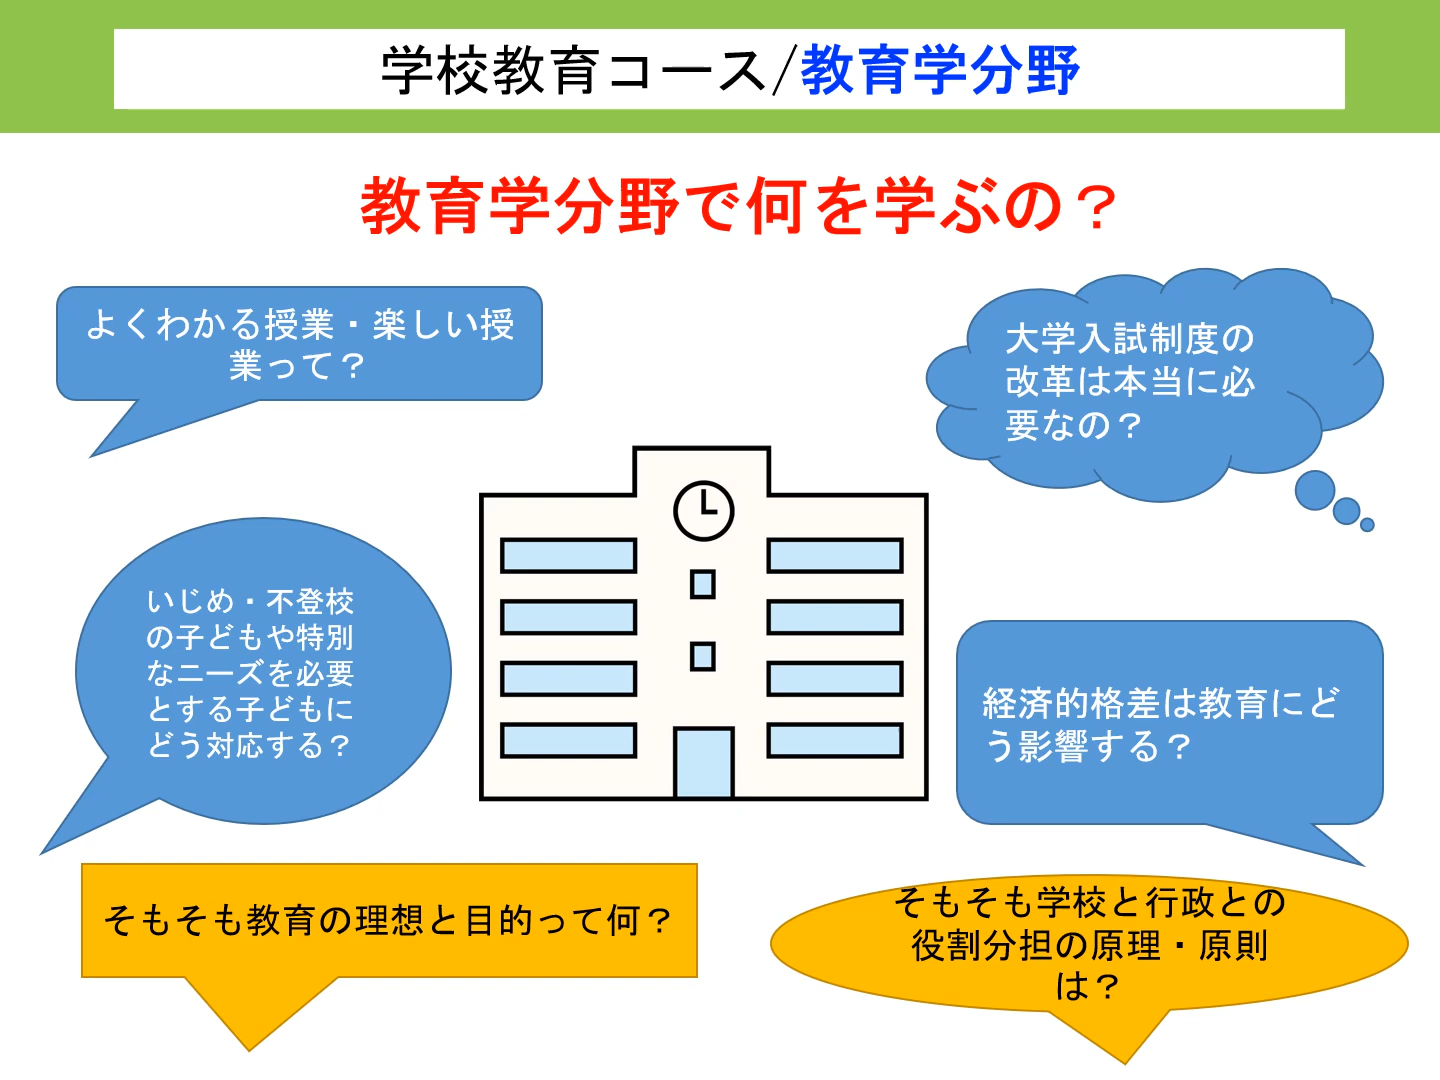 学校教育コース/教育学分野
教育学分野で何を学ぶの？
よくわかる授業・楽しい授
業って？
大学入試制度の
改革は本当に必
要なの？
いじめ・不登校
の子どもや特別
なニーズを必要
とする子どもに
どう対応する？
経済的格差は教育にど
う影響する？
そもそも教育の理想と目的って何？
そもそも学校と行政との
役割分担の原理・原則
は？